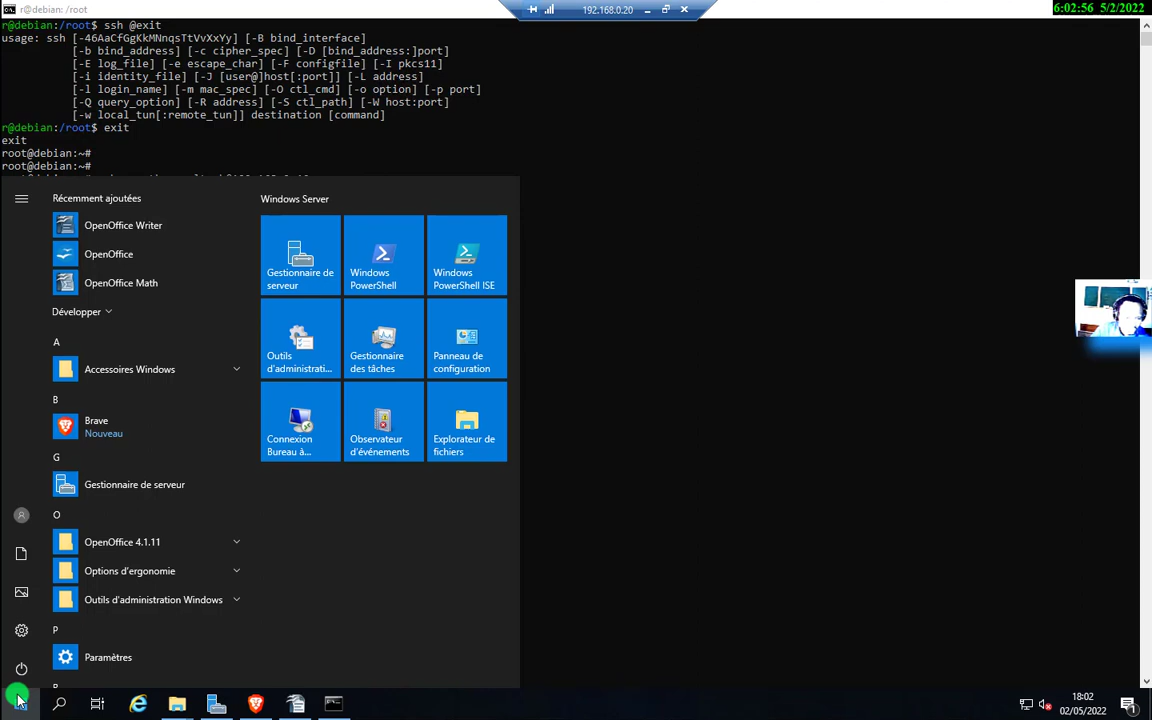 r@debian: /root
192.168.0.20
6:02:56 5/2/2022
r@debian:/root$ ssh @exit
usage: ssh [-46AaCfGgKkMNnqsTtVvXxYy] [-B bind_interface]
[-b bind_address] [-c cipher_spec] [-D [bind_address:]port]
[-E log_file] [-e escape_char] [-F configfile] [-I pkcs11]
[-i identity_file] [-J [user@]host[:port]] [-L address]
[-l login_name] [-m mac_spec] [-O ctl_cmd] [-o option] [-p port]
[-Q query_option] [-R address] [-S ctl_path] [-W host:port]
[-w local_tun[:remote_tun]] destination [command]
r@debian:/root$ exit
exit
root@debian:~#
root@debian:~#
Récemment ajoutées
OpenOffice Writer
OpenOffice
OpenOffice Math
Développer
A
Accessoires Windows
B
Brave
Nouveau
G
Gestionnaire de serveur
O
OpenOffice 4.1.11
Options d'ergonomie
Outils d'administration Windows
P
Paramètres
Windows Server
Gestionnaire de
serveur
Windows
PowerShell
Windows
PowerShell ISE
Outils
d'administrati...
Gestionnaire
des tâches
Panneau de
configuration
Connexion
Bureau à...
Observateur
d'événements
Explorateur de
fichiers
18:02
02/05/2022
1